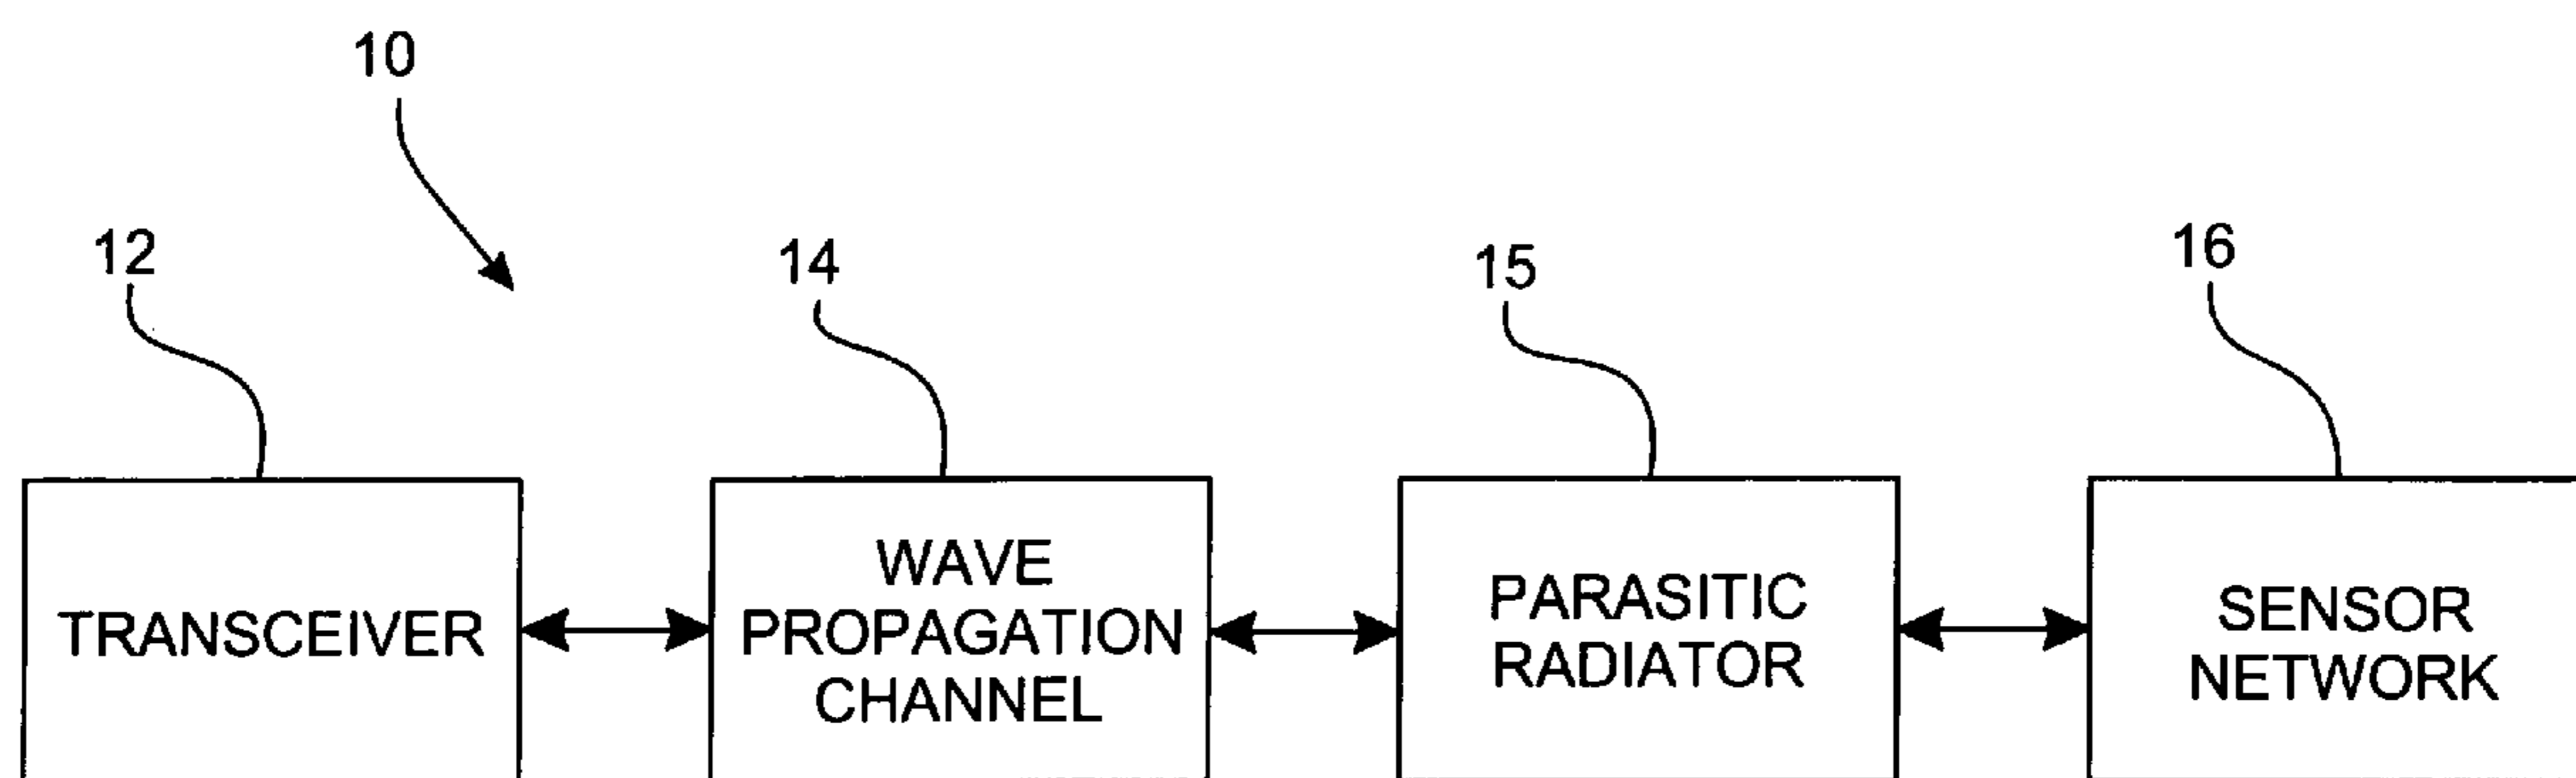 10
12
14
15
16
TRANSCEIVER
WAVE
PROPAGATION
CHANNEL
PARASITIC
RADIATOR
SENSOR
NETWORK